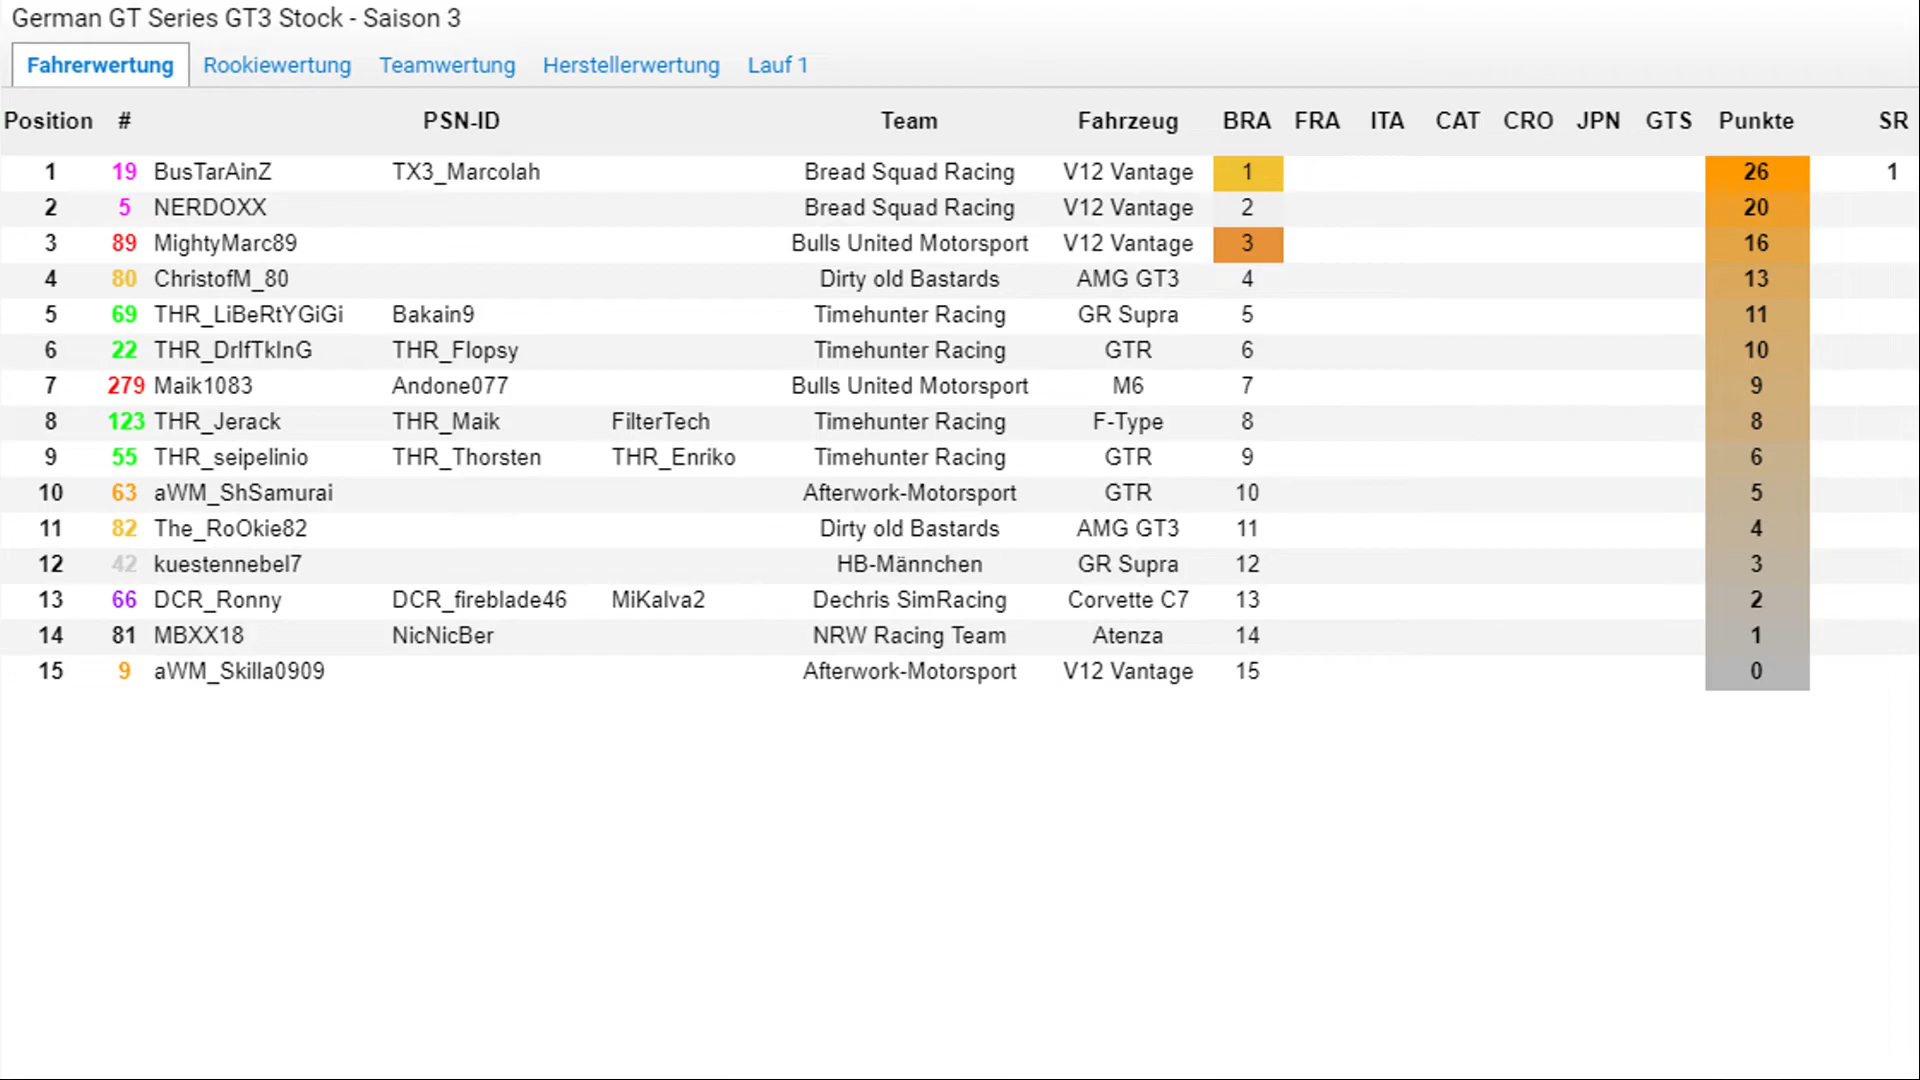 German GT Series GT3 Stock - Saison 3
Fahrerwertung Rookiewertung Teamwertung Herstellerwertung Lauf 1
Position # PSN-ID Team Fahrzeug BRA FRA ITA CAT CRO JPN GTS Punkte SR
1 19 BusTarAinZ TX3_Marcolah Bread Squad Racing V12 Vantage 1 26 1
2 5 NERDOXX Bread Squad Racing V12 Vantage 2 20
3 89 MightyMarc89 Bulls United Motorsport V12 Vantage 3 16
4 80 ChristofM_80 Dirty old Bastards AMG GT3 4 13
5 69 THR_LiBeRtYGiGi Bakain9 Timehunter Racing GR Supra 5 11
6 22 THR_DrIfTkInG THR_Flopsy Timehunter Racing GTR 6 10
7 279 Maik1083 Andone077 Bulls United Motorsport M6 7 9
8 123 THR_Jerack THR_Maik FilterTech Timehunter Racing F-Type 8 8
9 55 THR_seipelinio THR_Thorsten THR_Enriko Timehunter Racing GTR 9 6
10 63 aWM_ShSamurai Afterwork-Motorsport GTR 10 5
11 82 The_RoOkie82 Dirty old Bastards AMG GT3 11 4
12 42 kuestennebel7 HB-Männchen GR Supra 12 3
13 66 DCR_Ronny DCR_fireblade46 MiKalva2 Dechris SimRacing Corvette C7 13 2
14 81 MBXX18 NicNicBer NRW Racing Team Atenza 14 1
15 9 aWM_Skilla0909 Afterwork-Motorsport V12 Vantage 15 0